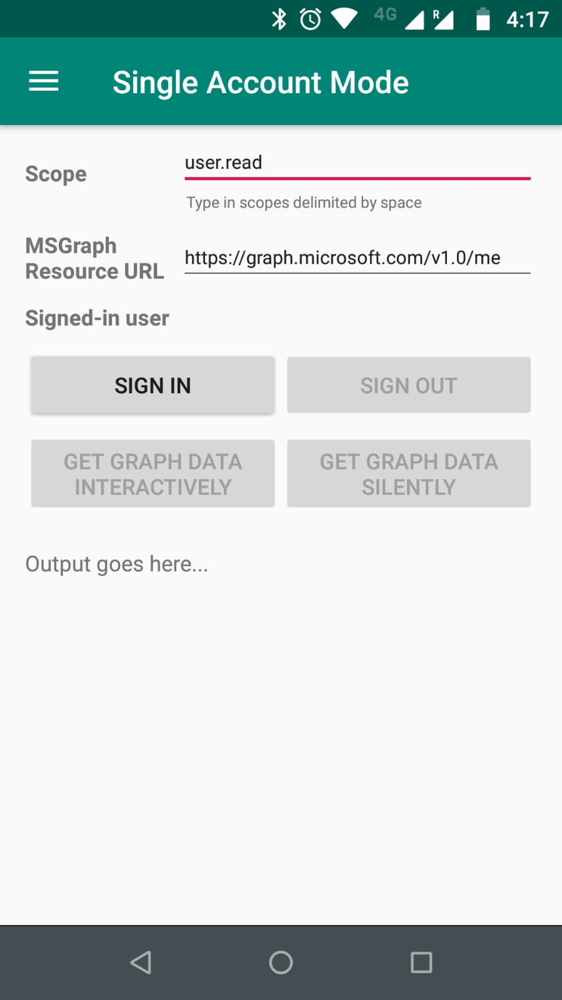 4G R 4:17
Single Account Mode
Scope
user.read
Type in scopes delimited by space
MSGraph
Resource URL
https://graph.microsoft.com/v1.0/me
Signed-in user
SIGN IN
SIGN OUT
GET GRAPH DATA
INTERACTIVELY
GET GRAPH DATA
SILENTLY
Output goes here...